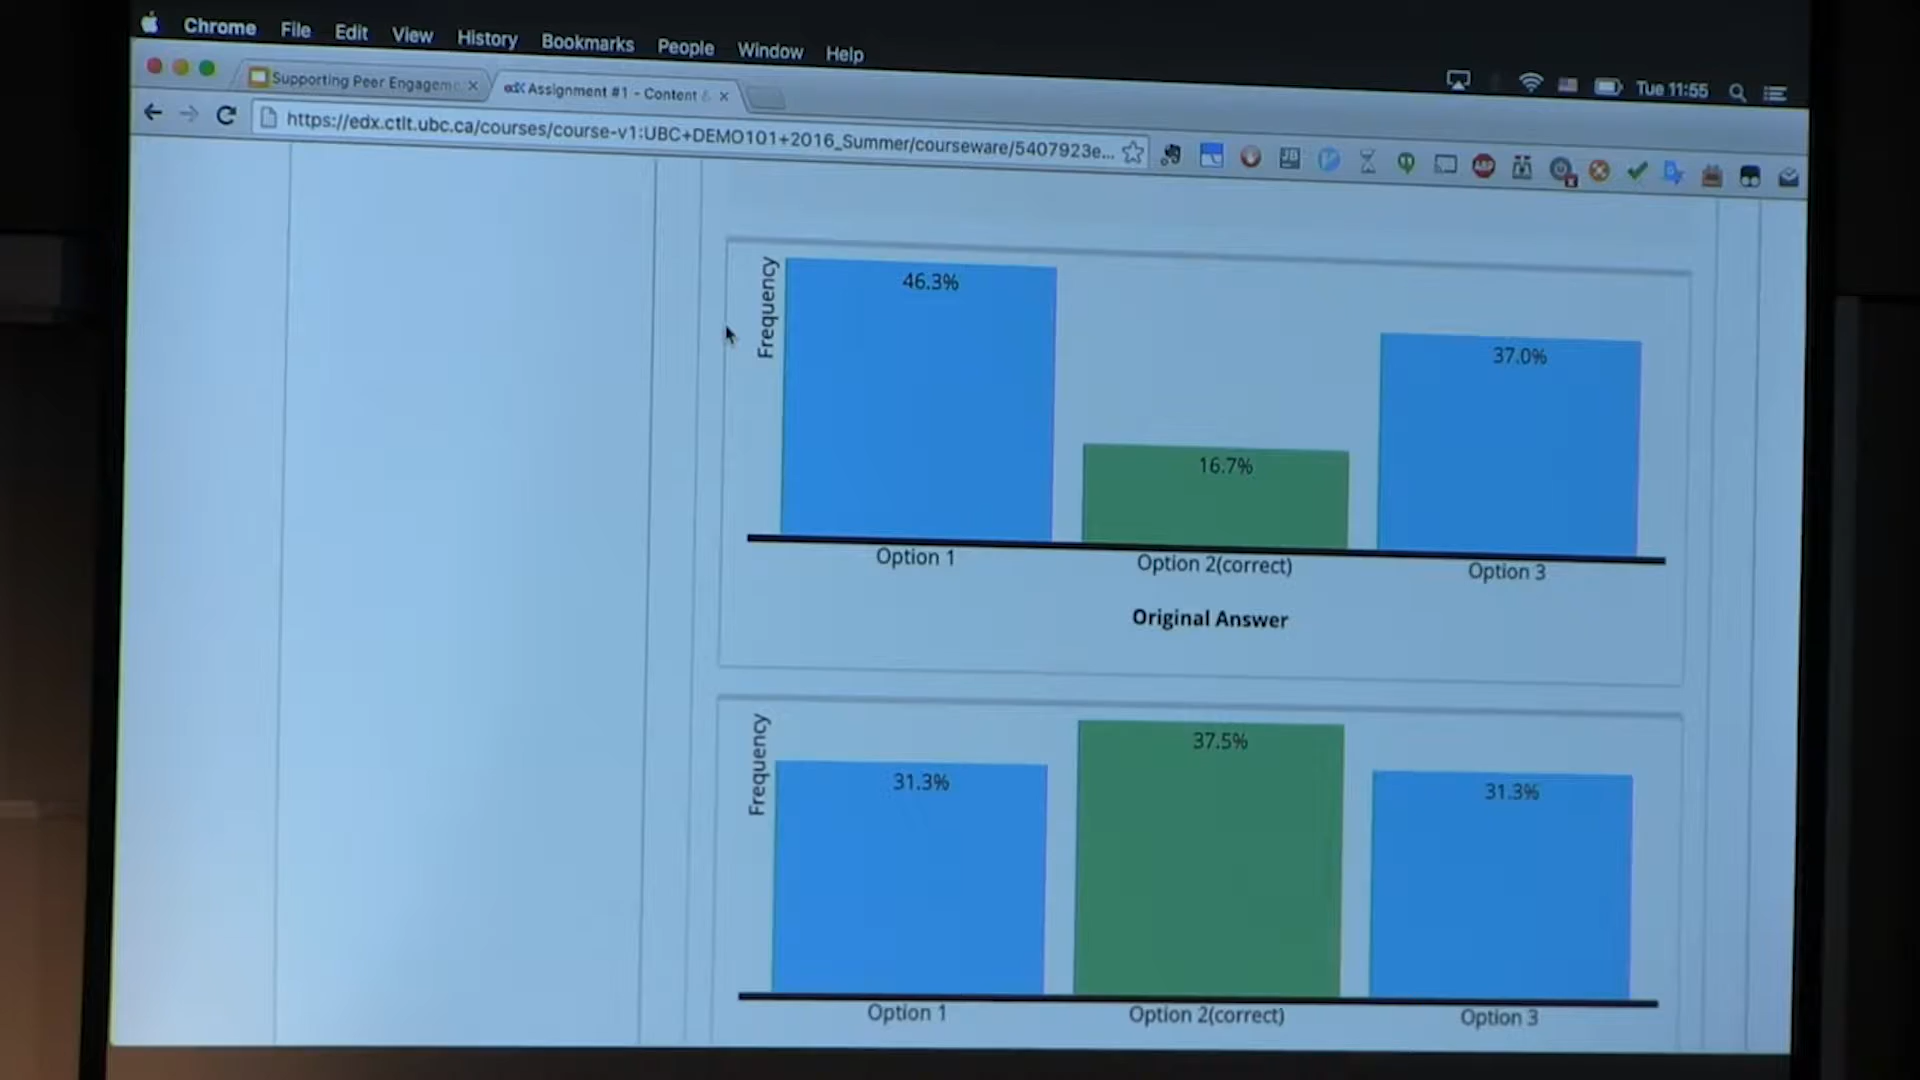 Chrome File Edit View History Bookmarks People Window Help
Tue 11:55
Supporting Peer Engageme
edX Assignment #1 - Content &
https://edx.ctlt.ubc.ca/courses/course-v1:UBC+DEMO101+2016_Summer/courseware/5407923e...
Frequency
46.3%
16.7%
37.0%
Option 1
Option 2(correct)
Option 3
Original Answer
Frequency
31.3%
37.5%
31.3%
Option 1
Option 2(correct)
Option 3